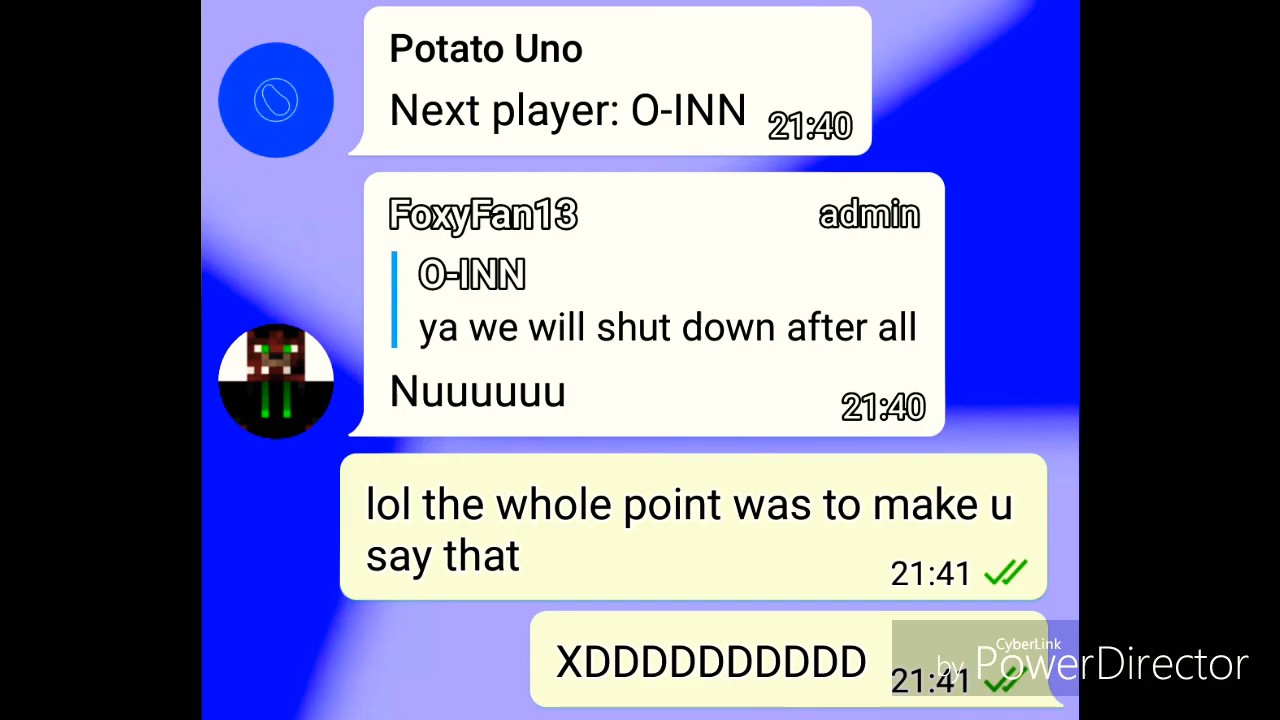 Potato Uno
Next player: O-INN 21:40
FoxyFan13 admin
O-INN
ya we will shut down after all
Nuuuuuu 21:40
lol the whole point was to make u
say that
21:41
XDDDDDDDDDD 21:41
CyberLink
by PowerDirector